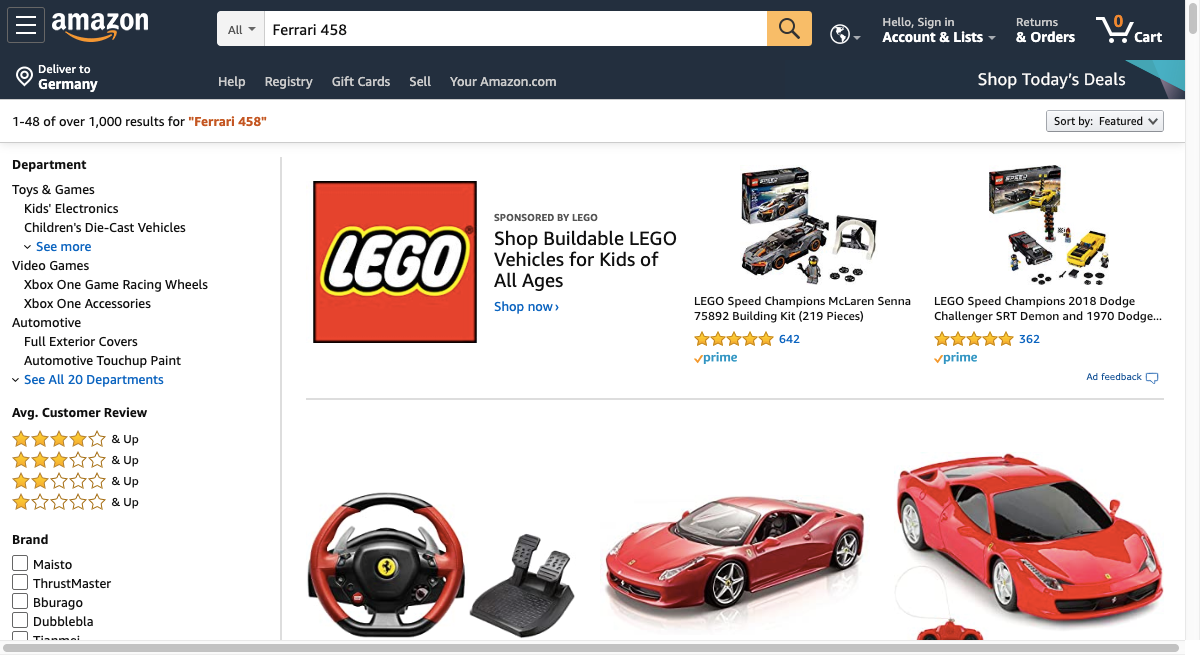 amazon
All
Ferrari 458
Hello, Sign in
Account & Lists
Returns
& Orders
0
Cart
Deliver to
Germany
Help
Registry
Gift Cards
Sell
Your Amazon.com
Shop Today's Deals
1-48 of over 1,000 results for "Ferrari 458"
Sort by: Featured
Department
Toys & Games
Kids' Electronics
Children's Die-Cast Vehicles
See more
Video Games
Xbox One Game Racing Wheels
Xbox One Accessories
Automotive
Full Exterior Covers
Automotive Touchup Paint
See All 20 Departments
Avg. Customer Review
& Up
& Up
& Up
& Up
Brand
Maisto
ThrustMaster
Bburago
Dubblebla
LEGO
SPONSORED BY LEGO
Shop Buildable LEGO
Vehicles for Kids of
All Ages
Shop now ›
LEGO Speed Champions McLaren Senna
75892 Building Kit (219 Pieces)
642
prime
LEGO Speed Champions 2018 Dodge
Challenger SRT Demon and 1970 Dodge...
362
prime
Ad feedback